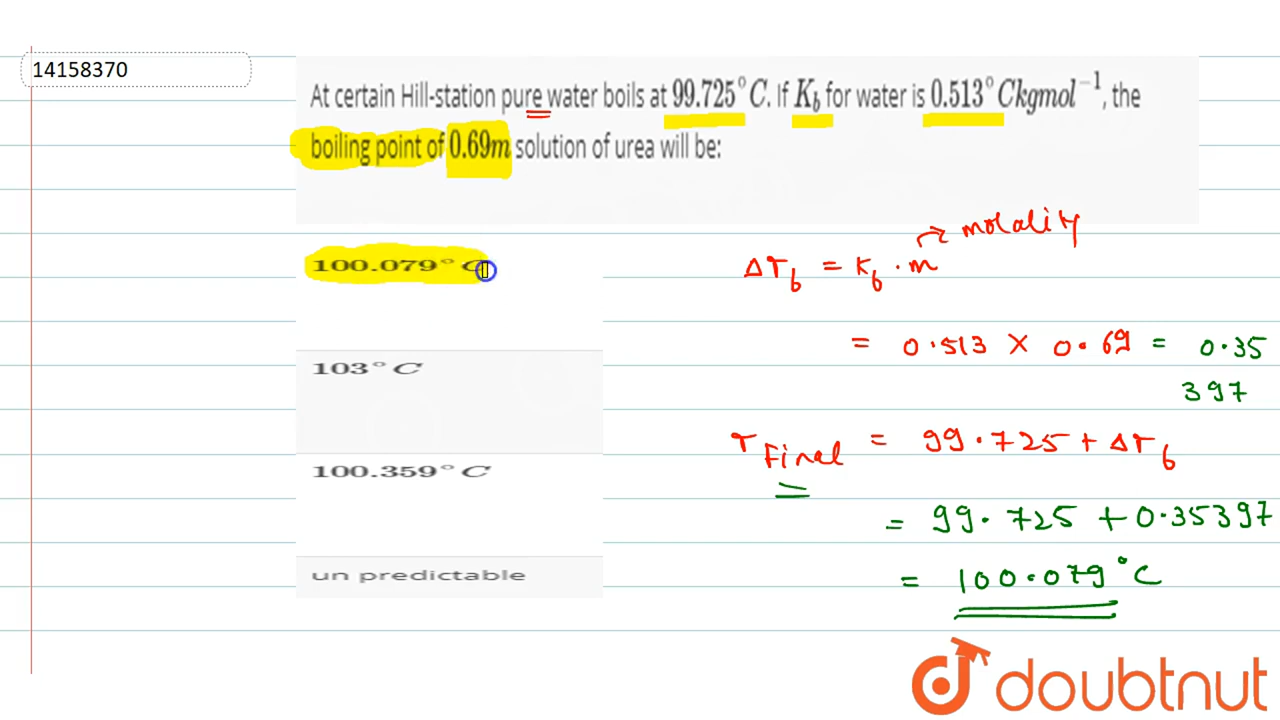 14158370
At certain Hill-station pure water boils at 99.725°C. If K_b for water is 0.513°Ckgmol⁻¹, the
boiling point of 0.69m solution of urea will be:
100.079°C
103°C
100.359°C
un predictable
molality
ΔT_b = K_b · m
= 0.513 × 0.69 = 0.35
397
T_Final = 99.725 + ΔT_b
= 99.725 + 0.35397
= 100.079°C
doubtnut